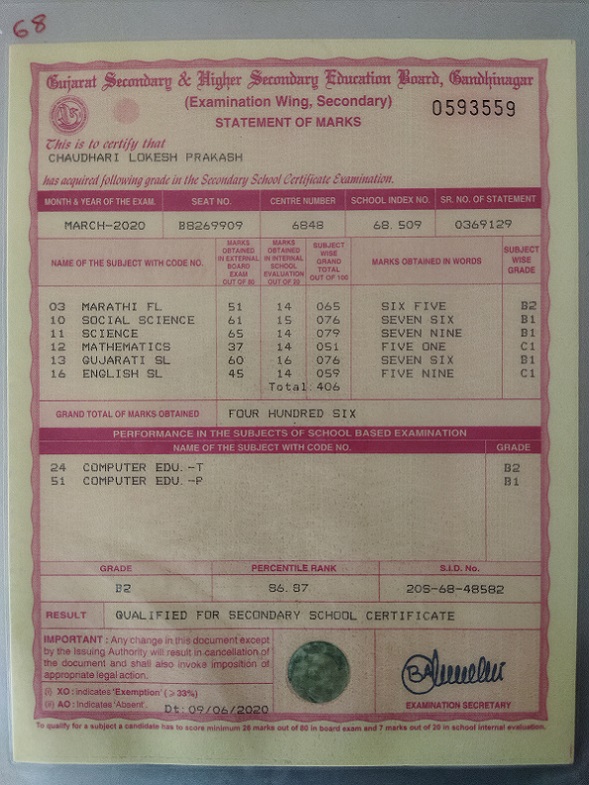 68
Gujarat Secondary & Higher Secondary Education Board, Gandhinagar
(Examination Wing, Secondary)
0593559
STATEMENT OF MARKS
This is to certify that
CHAUDHARI LOKESH PRAKASH
has acquired following grade in the Secondary School Certificate Examination.
MONTH & YEAR OF THE EXAM. SEAT NO. CENTRE NUMBER SCHOOL INDEX NO. SR. NO. OF STATEMENT
MARCH-2020 B8269909 6848 68.509 0369129
NAME OF THE SUBJECT WITH CODE NO. MARKS OBTAINED IN EXTERNAL BOARD EXAM OUT OF 80 MARKS OBTAINED IN INTERNAL SCHOOL EVALUATION OUT OF 20 SUBJECT WISE GRAND TOTAL OUT OF 100 MARKS OBTAINED IN WORDS SUBJECT WISE GRADE
03 MARATHI FL 51 14 065 SIX FIVE B2
10 SOCIAL SCIENCE 61 15 076 SEVEN SIX B1
11 SCIENCE 65 14 079 SEVEN NINE B1
12 MATHEMATICS 37 14 051 FIVE ONE C1
13 GUJARATI SL 60 16 076 SEVEN SIX B1
16 ENGLISH SL 45 14 059 FIVE NINE C1
Total 406
GRAND TOTAL OF MARKS OBTAINED FOUR HUNDRED SIX
PERFORMANCE IN THE SUBJECTS OF SCHOOL BASED EXAMINATION
NAME OF THE SUBJECT WITH CODE NO. GRADE
24 COMPUTER EDU.-T B2
51 COMPUTER EDU.-P B1
GRADE PERCENTILE RANK S.I.D. No.
B2 86.87 20S-68-48582
RESULT QUALIFIED FOR SECONDARY SCHOOL CERTIFICATE
IMPORTANT : Any change in this document except
by the Issuing Authority will result in cancellation of
the document and shall also invoke imposition of
appropriate legal action.
(i) XO : indicates 'Exemption' (≥ 33%)
(ii) AO : Indicates 'Absent'.
Dt: 09/06/2020
EXAMINATION SECRETARY
To qualify for a subject a candidate has to score minimum 26 marks out of 80 in board exam and 7 marks out of 20 in school internal evaluation.